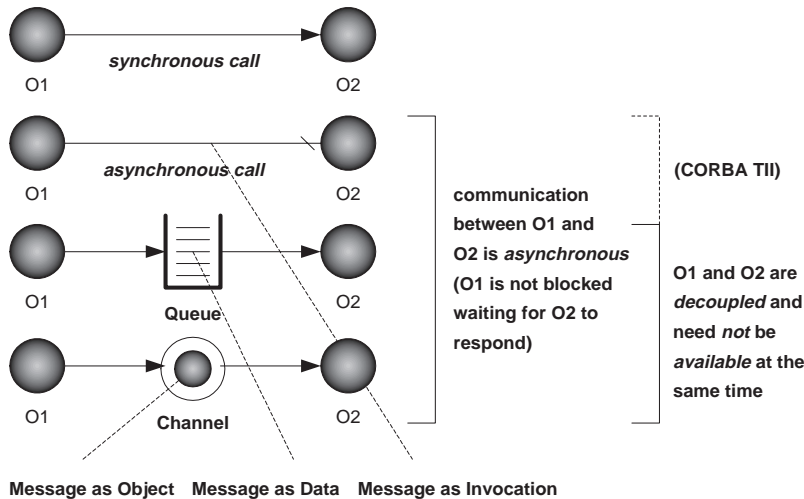 synchronous call
O1
O2
asynchronous call
O1
O2
Queue
O1
O2
Channel
O1
O2
communication
between O1 and
O2 is asynchronous
(O1 is not blocked
waiting for O2 to
respond)
(CORBA TII)
O1 and O2 are
decoupled and
need not be
available at the
same time
Message as Object
Message as Data
Message as Invocation